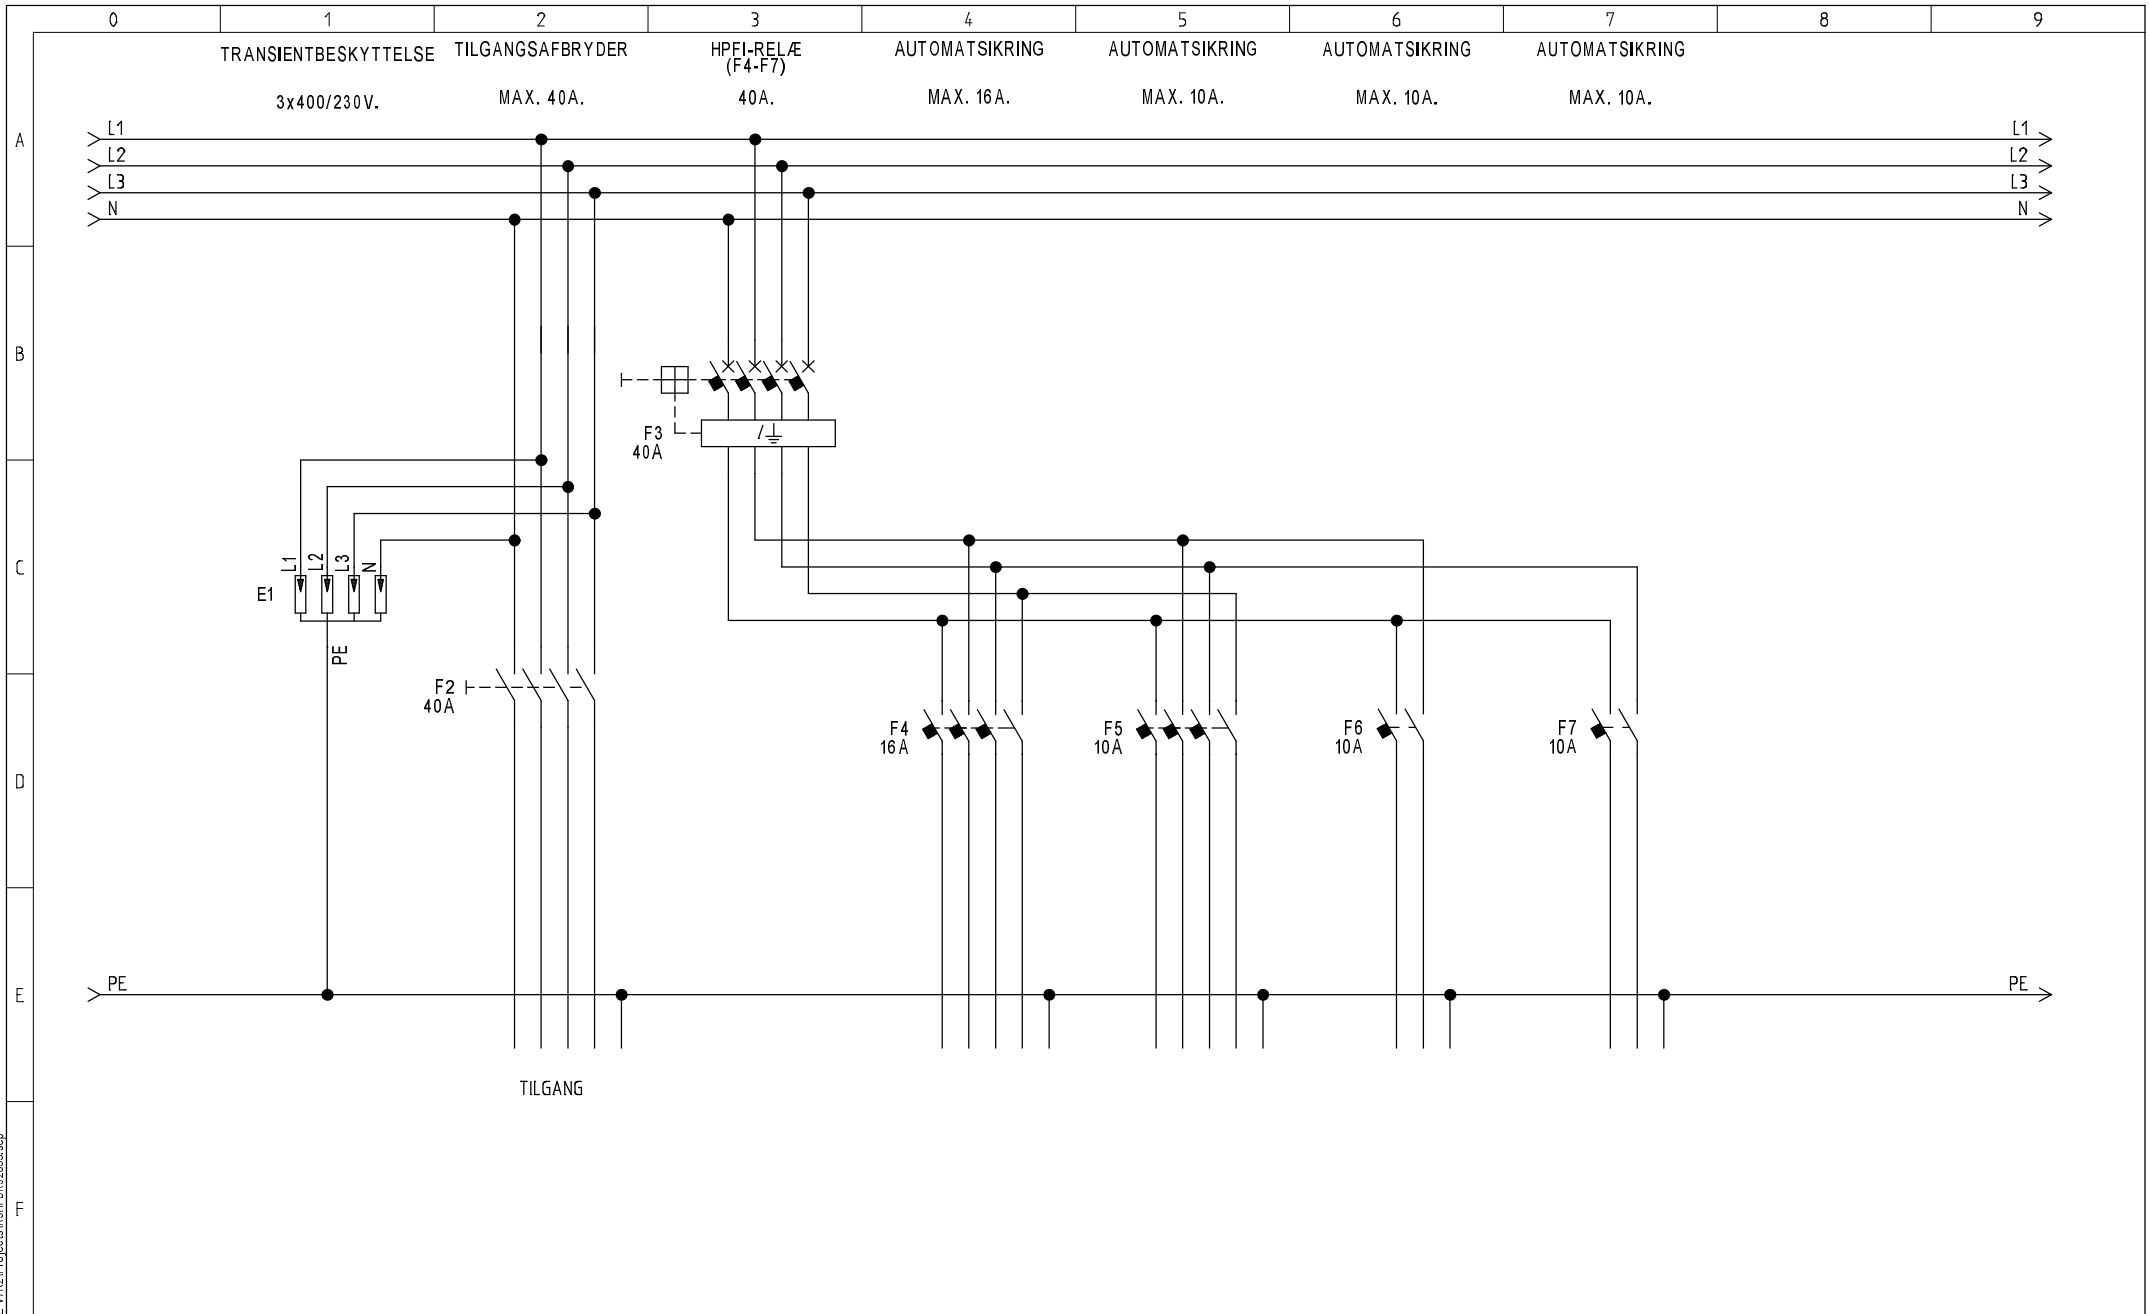 0 1 2 3 4 5 6 7 8 9
TRANSIENTBESKYTTELSE
3x400/230V.
TILGANGSAFBRYDER
MAX. 40A.
HPFI-RELÆ
(F4-F7)
40A.
AUTOMATSIKRING
MAX. 16A.
AUTOMATSIKRING
MAX. 10A.
AUTOMATSIKRING
MAX. 10A.
AUTOMATSIKRING
MAX. 10A.
A
L1
L2
L3
N
L1
L2
L3
N
B
F3
40A
C
L1
L2
L3
N
E1
PE
F2
40A
F4
16A
F5
10A
F6
10A
F7
10A
D
E
PE
PE
TILGANG
F